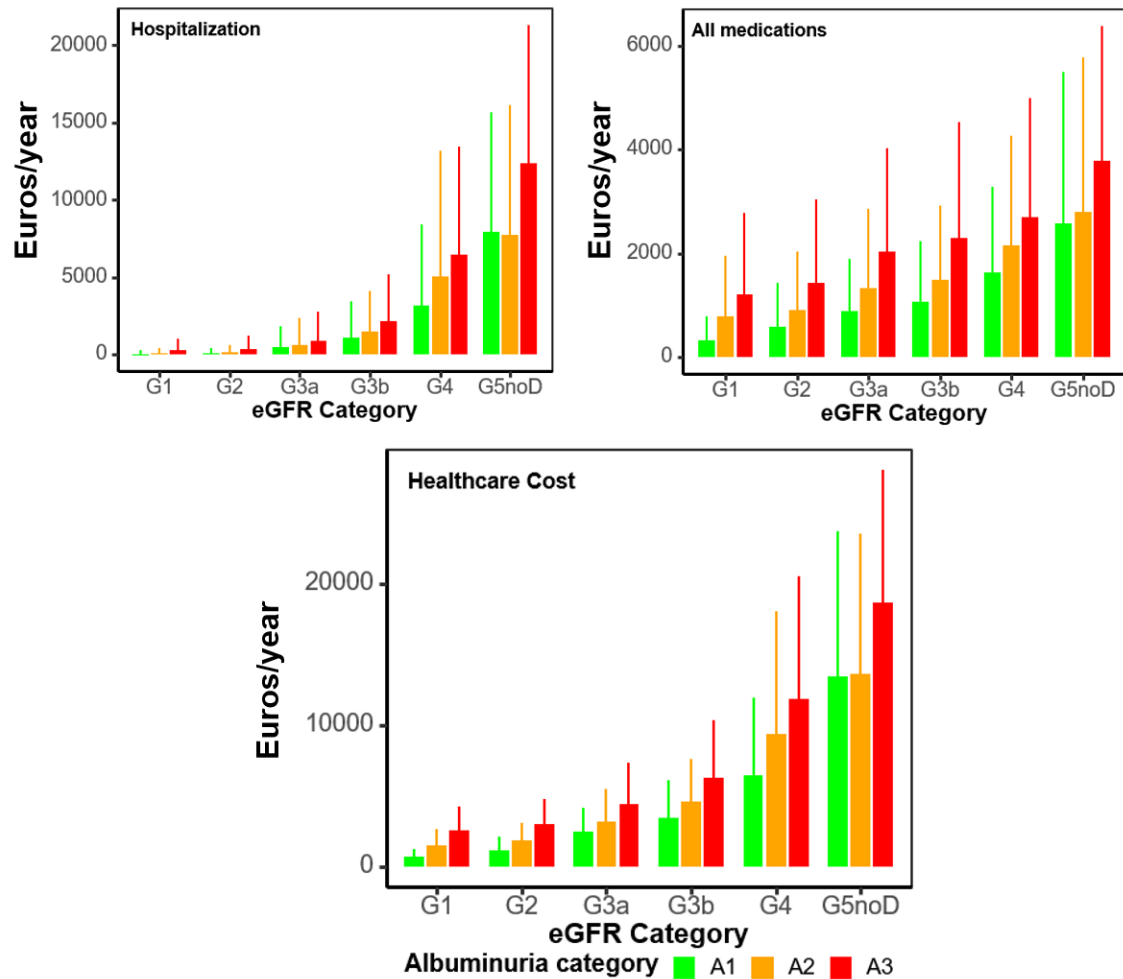 Hospitalization
Euros/year
20000
15000
10000
5000
0
G1 G2 G3a G3b G4 G5noD
eGFR Category
All medications
Euros/year
6000
4000
2000
0
G1 G2 G3a G3b G4 G5noD
eGFR Category
Healthcare Cost
Euros/year
20000
10000
0
G1 G2 G3a G3b G4 G5noD
eGFR Category
Albuminuria category A1 A2 A3